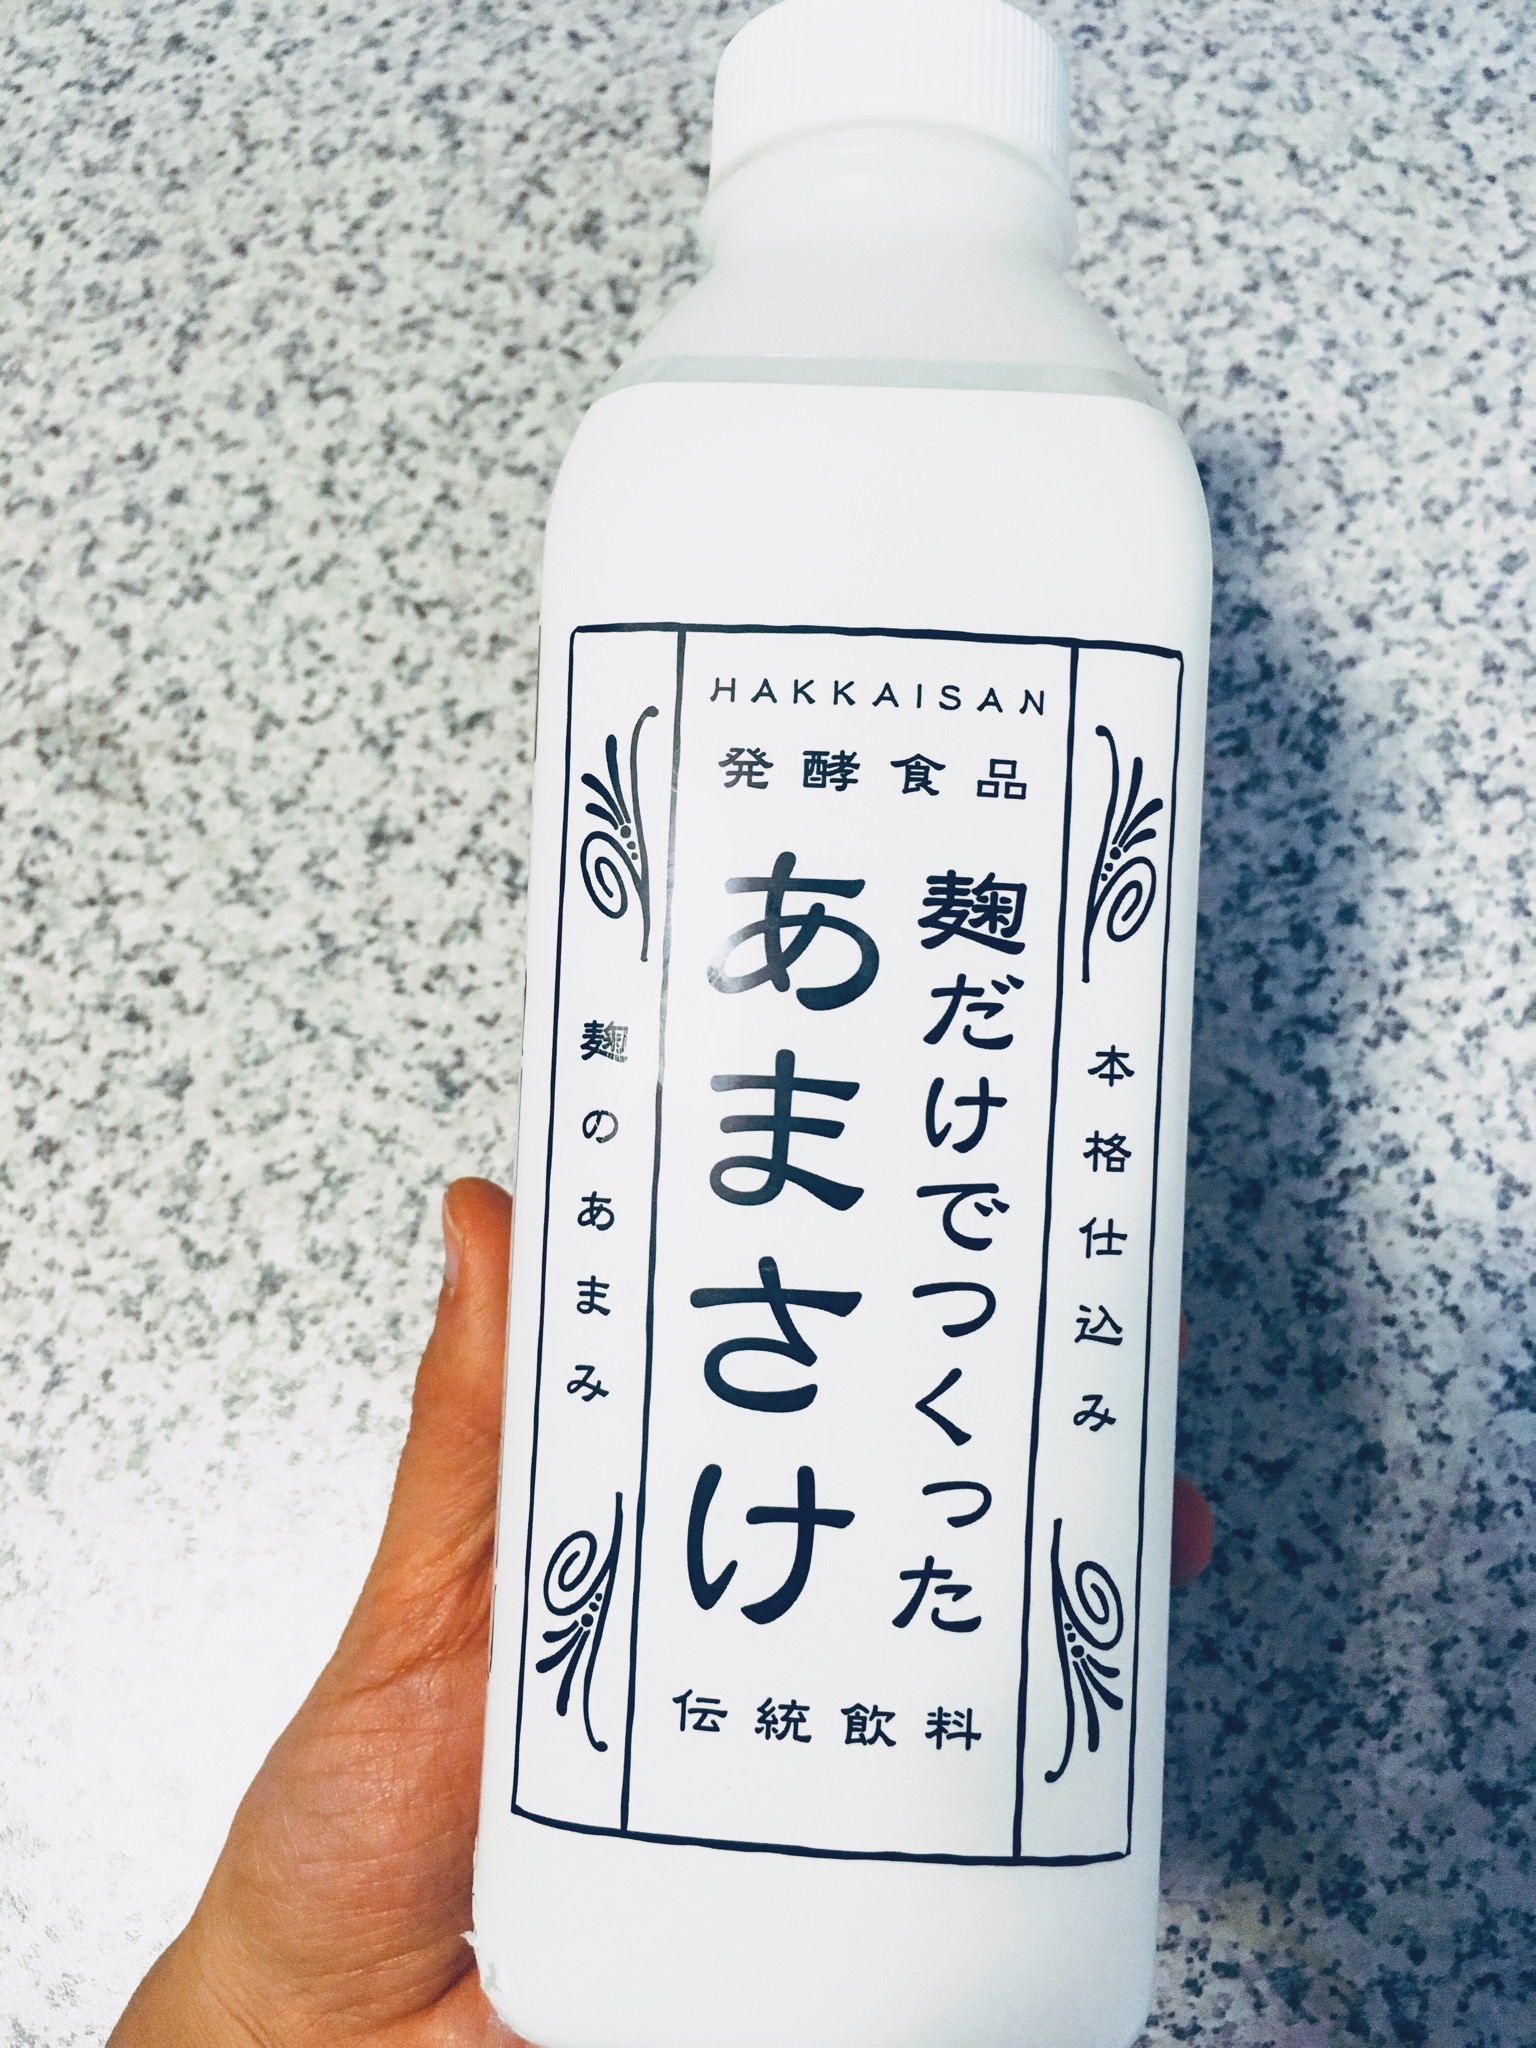 HAKKAISAN
発酵食品
麹だけでつくった
あまさけ
伝統飲料
本格仕込み
麹のあまみ